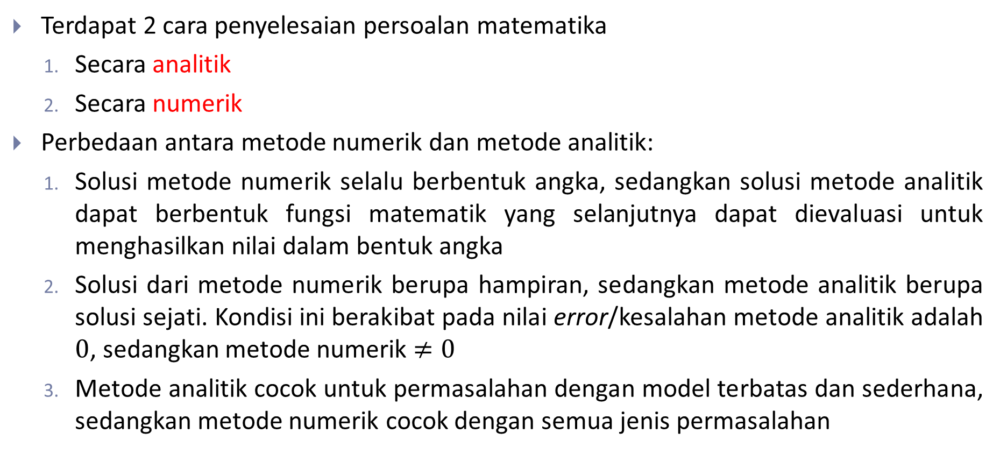 Terdapat 2 cara penyelesaian persoalan matematika
1. Secara analitik
2. Secara numerik
Perbedaan antara metode numerik dan metode analitik:
1. Solusi metode numerik selalu berbentuk angka, sedangkan solusi metode analitik
dapat berbentuk fungsi matematik yang selanjutnya dapat dievaluasi untuk
menghasilkan nilai dalam bentuk angka
2. Solusi dari metode numerik berupa hampiran, sedangkan metode analitik berupa
solusi sejati. Kondisi ini berakibat pada nilai error/kesalahan metode analitik adalah
0, sedangkan metode numerik ≠ 0
3. Metode analitik cocok untuk permasalahan dengan model terbatas dan sederhana,
sedangkan metode numerik cocok dengan semua jenis permasalahan